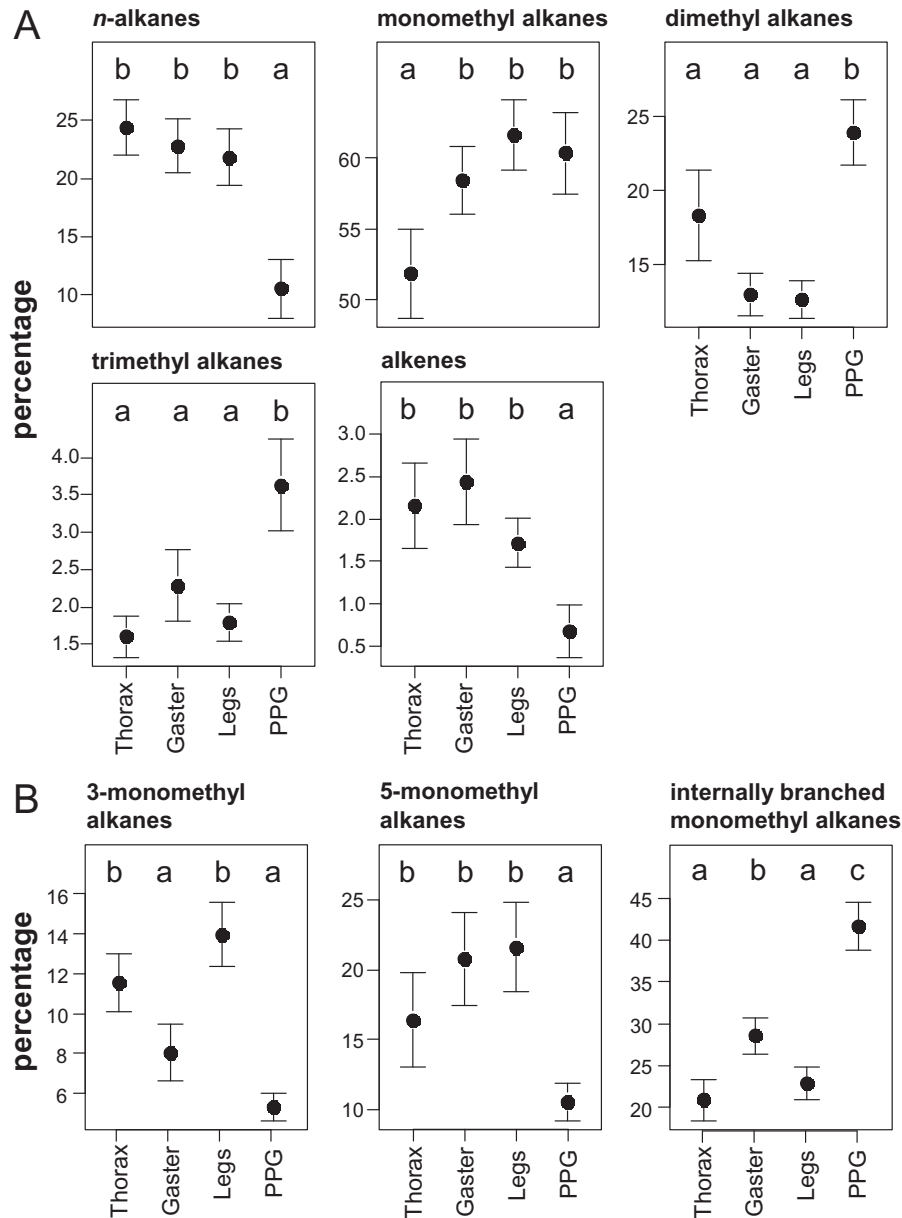 A
n-alkanes
monomethyl alkanes
dimethyl alkanes
b b b a
a b b b
a a a b
25
20
15
10
60
55
50
25
20
15
percentage
Thorax
Gaster
Legs
PPG
trimethyl alkanes
alkenes
a a a b
b b b a
4.0
3.5
3.0
2.5
2.0
1.5
3.0
2.5
2.0
1.5
1.0
0.5
Thorax
Gaster
Legs
PPG
Thorax
Gaster
Legs
PPG
B
3-monomethyl
alkanes
5-monomethyl
alkanes
internally branched
monomethyl alkanes
b a b a
b b b a
a b a c
16
14
12
10
8
6
25
20
15
10
45
40
35
30
25
20
percentage
Thorax
Gaster
Legs
PPG
Thorax
Gaster
Legs
PPG
Thorax
Gaster
Legs
PPG